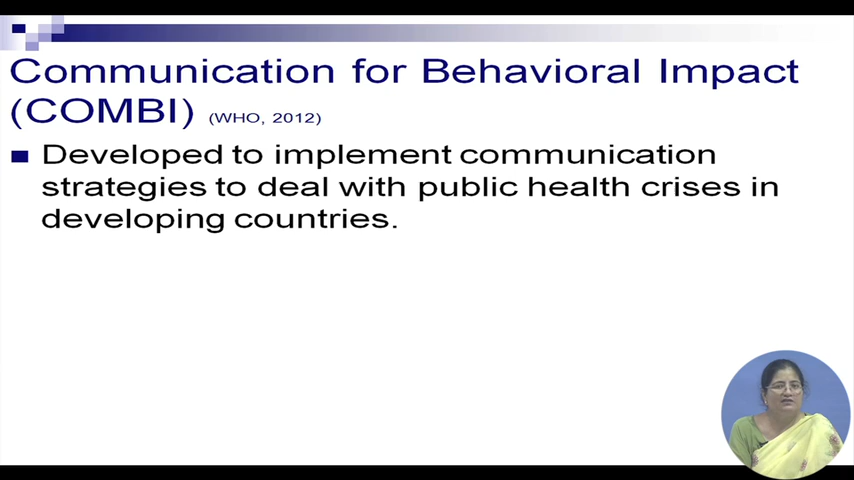 Communication for Behavioral Impact
(COMBI) (WHO, 2012)
Developed to implement communication
strategies to deal with public health crises in
developing countries.